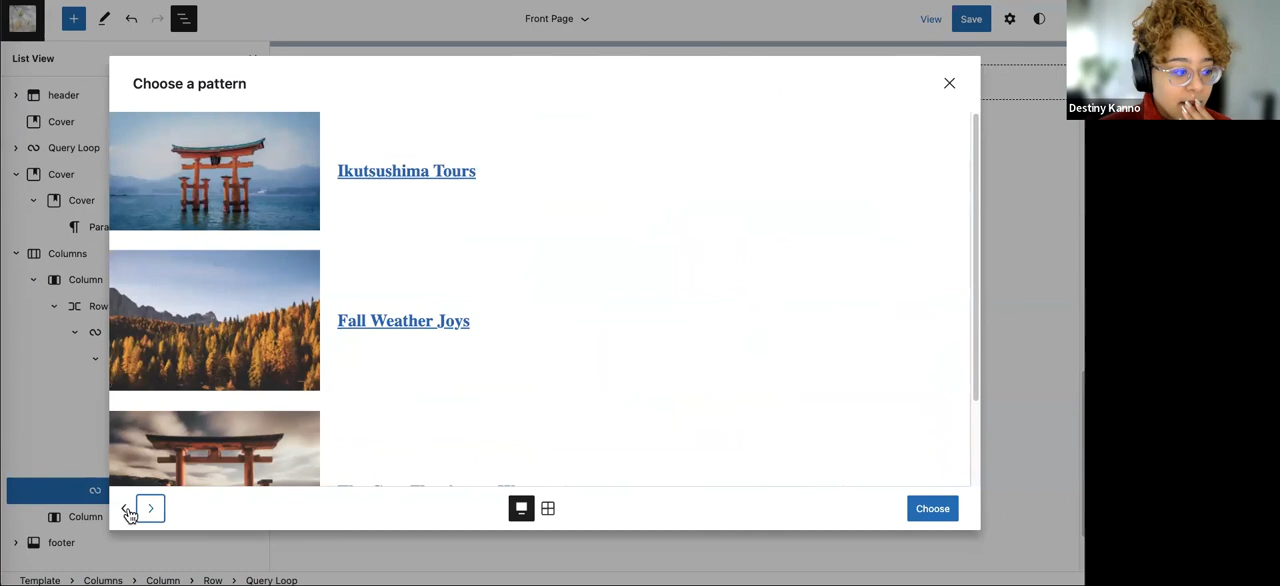 Front Page
View
Save
List View
header
Cover
Query Loop
Cover
Cover
Para
Columns
Column
Row
Column
footer
Choose a pattern
Ikutsushima Tours
Fall Weather Joys
Choose
Template > Columns > Column > Row > Query Loop
Destiny Kanno